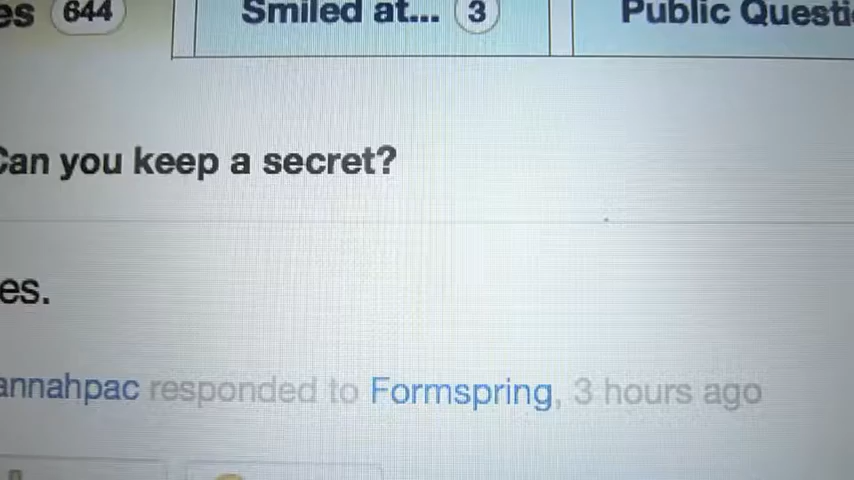 es 644 Smiled at... 3 Public Questi
Can you keep a secret?
es.
annahpac responded to Formspring, 3 hours ago